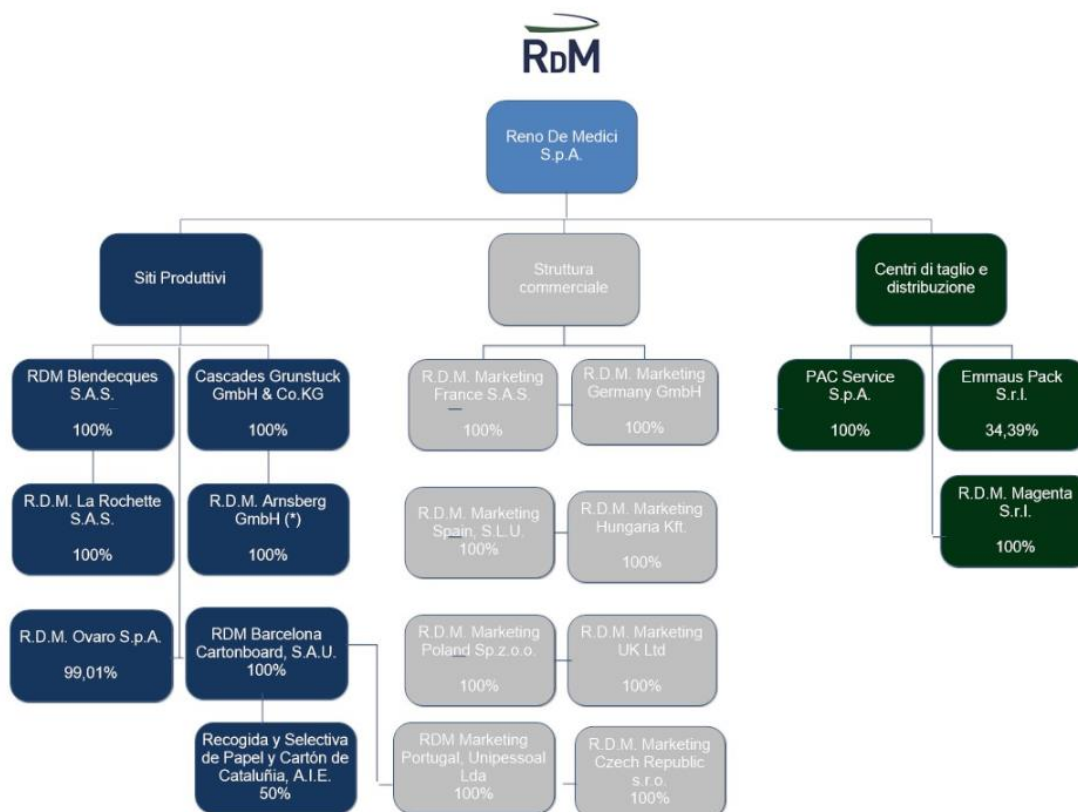 RDM
Reno De Medici
S.p.A.
Siti Produttivi
Struttura
commerciale
Centri di taglio e
distribuzione
RDM Blendecques
S.A.S.
100%
Cascades Grunstuck
GmbH & Co.KG
100%
R.D.M. Marketing
France S.A.S.
100%
R.D.M. Marketing
Germany GmbH
100%
PAC Service
S.p.A.
100%
Emmaus Pack
S.r.l.
34,39%
R.D.M. La Rochette
S.A.S.
100%
R.D.M. Arnsberg
GmbH (*)
100%
R.D.M. Marketing
Spain, S.L.U.
100%
R.D.M. Marketing
Hungaria Kft.
100%
R.D.M. Magenta
S.r.l.
100%
R.D.M. Ovaro S.p.A.
99,01%
RDM Barcelona
Cartonboard, S.A.U.
100%
R.D.M. Marketing
Poland Sp.z.o.o.
100%
R.D.M. Marketing
UK Ltd
100%
Recogida y Selectiva
de Papel y Cartón de
Cataluñia, A.I.E.
50%
RDM Marketing
Portugal, Unipessoal
Lda
100%
R.D.M. Marketing
Czech Republic
s.r.o.
100%